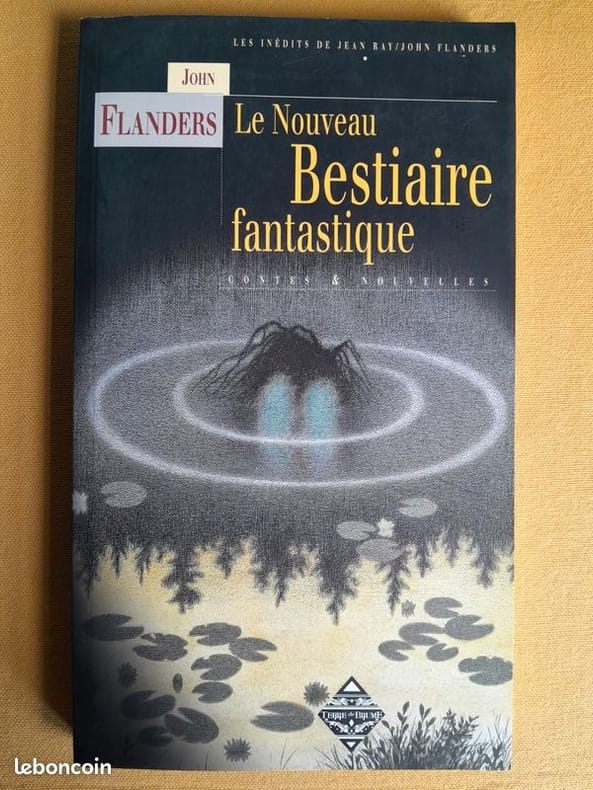 LES INÉDITS DE JEAN RAY/JOHN FLANDERS
JOHN
FLANDERS
Le Nouveau
Bestiaire
fantastique
CONTES & NOUVELLES
TERRE de BRUME
leboncoin